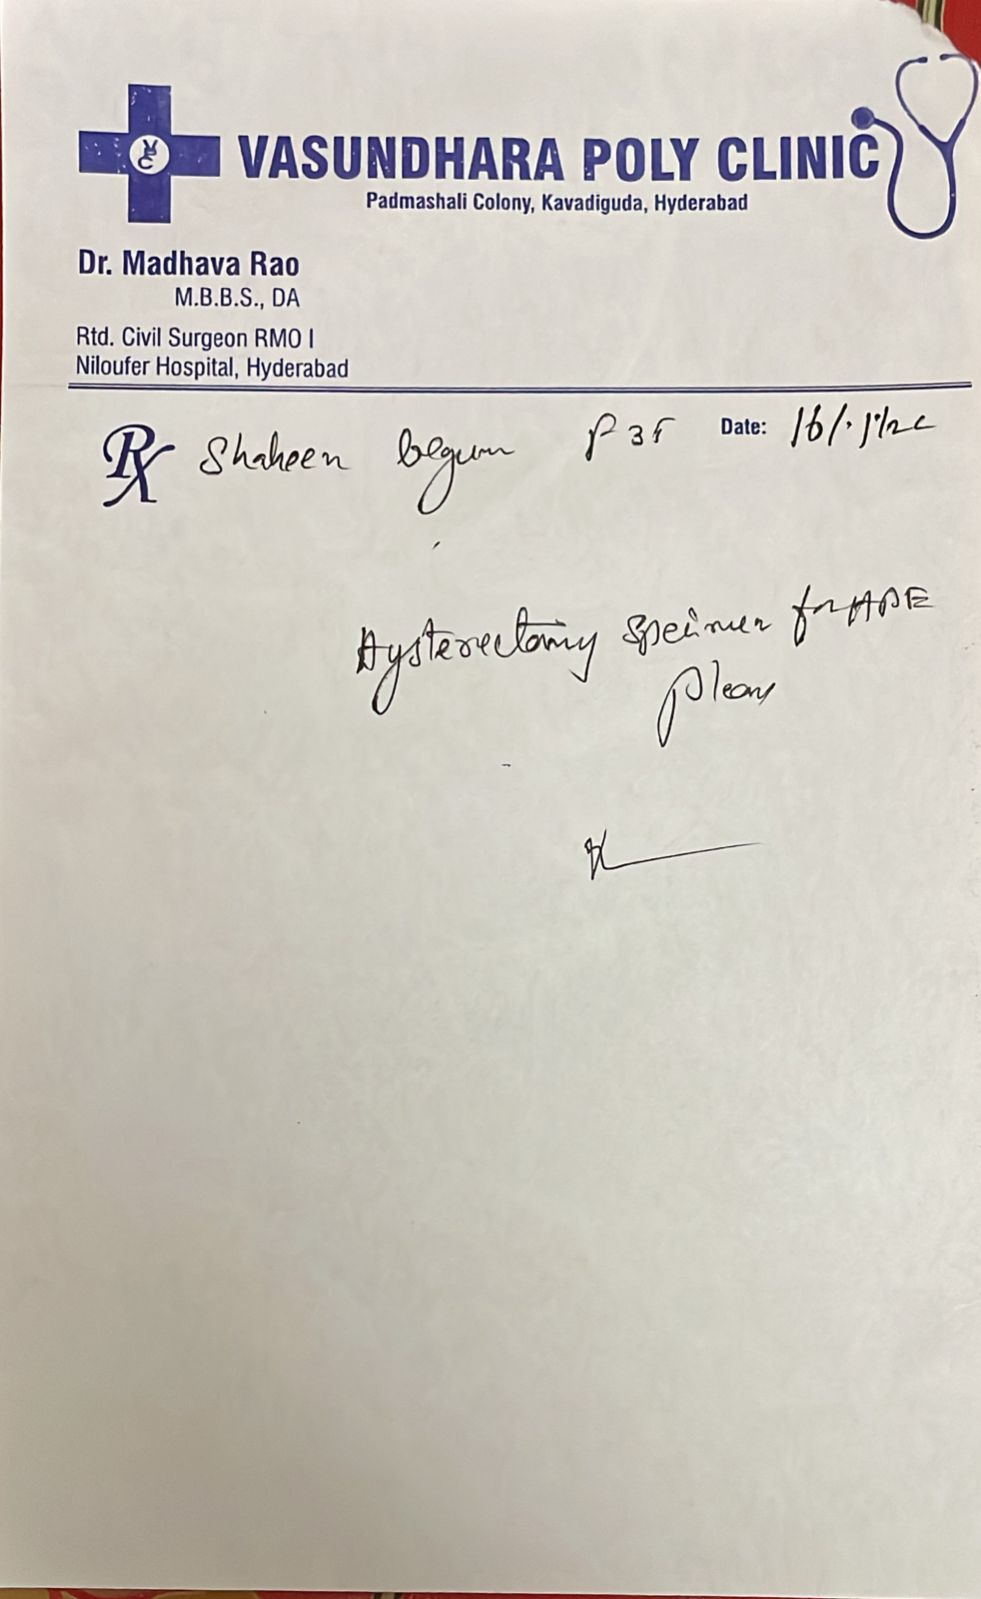 VASUNDHARA POLY CLINIC
Padmashali Colony, Kavadiguda, Hyderabad
Dr. Madhava Rao
M.B.B.S., DA
Rtd. Civil Surgeon RMO I
Niloufer Hospital, Hyderabad
Rx Shaheen begum Date:
Hysterectomy specimen for HPE
please